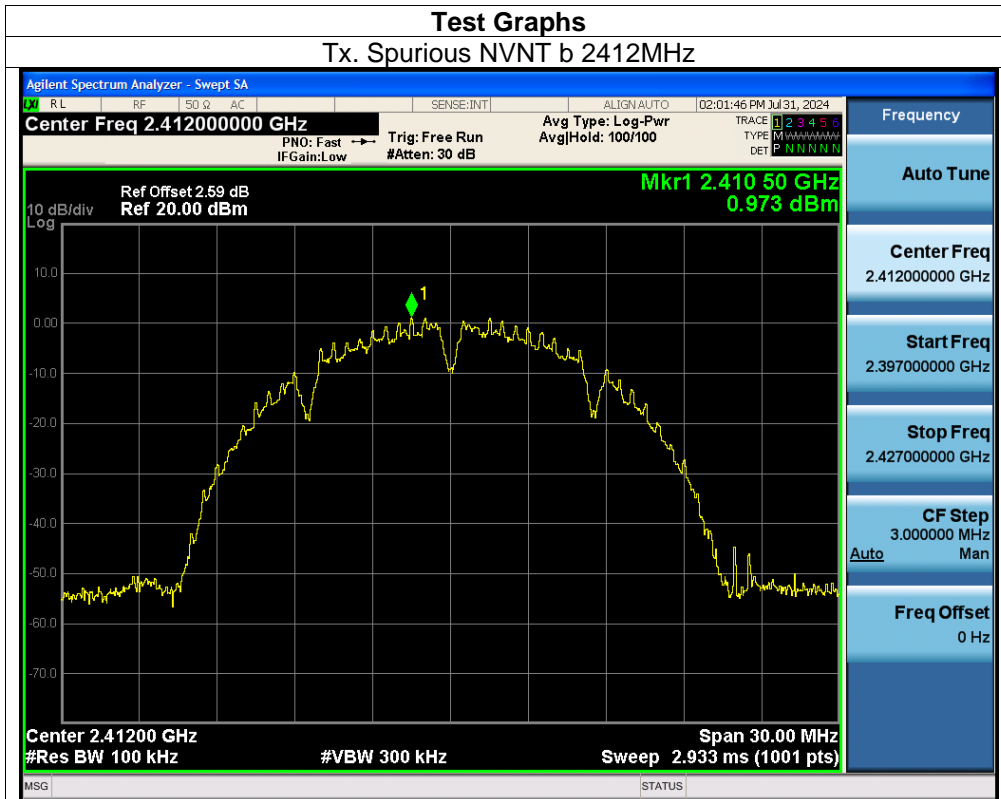 Test Graphs
Tx. Spurious NVNT b 2412MHz
Agilent Spectrum Analyzer - Swept SA
LXI RL RF 50 Ω AC SENSE:INT ALIGN AUTO 02:01:46 PM Jul 31, 2024
Center Freq 2.412000000 GHz
PNO: Fast
IFGain:Low
Trig: Free Run
#Atten: 30 dB
Avg Type: Log-Pwr
Avg|Hold: 100/100
TRACE 1 2 3 4 5 6
TYPE M W W W W W
DET P N N N N N
Mkr1 2.410 50 GHz
0.973 dBm
Ref Offset 2.59 dB
10 dB/div Ref 20.00 dBm
Log
10.0
0.00
-10.0
-20.0
-30.0
-40.0
-50.0
-60.0
-70.0
1
Center 2.41200 GHz Span 30.00 MHz
#Res BW 100 kHz #VBW 300 kHz Sweep 2.933 ms (1001 pts)
MSG STATUS
Frequency
Auto Tune
Center Freq
2.412000000 GHz
Start Freq
2.397000000 GHz
Stop Freq
2.427000000 GHz
CF Step
3.000000 MHz
Auto Man
Freq Offset
0 Hz